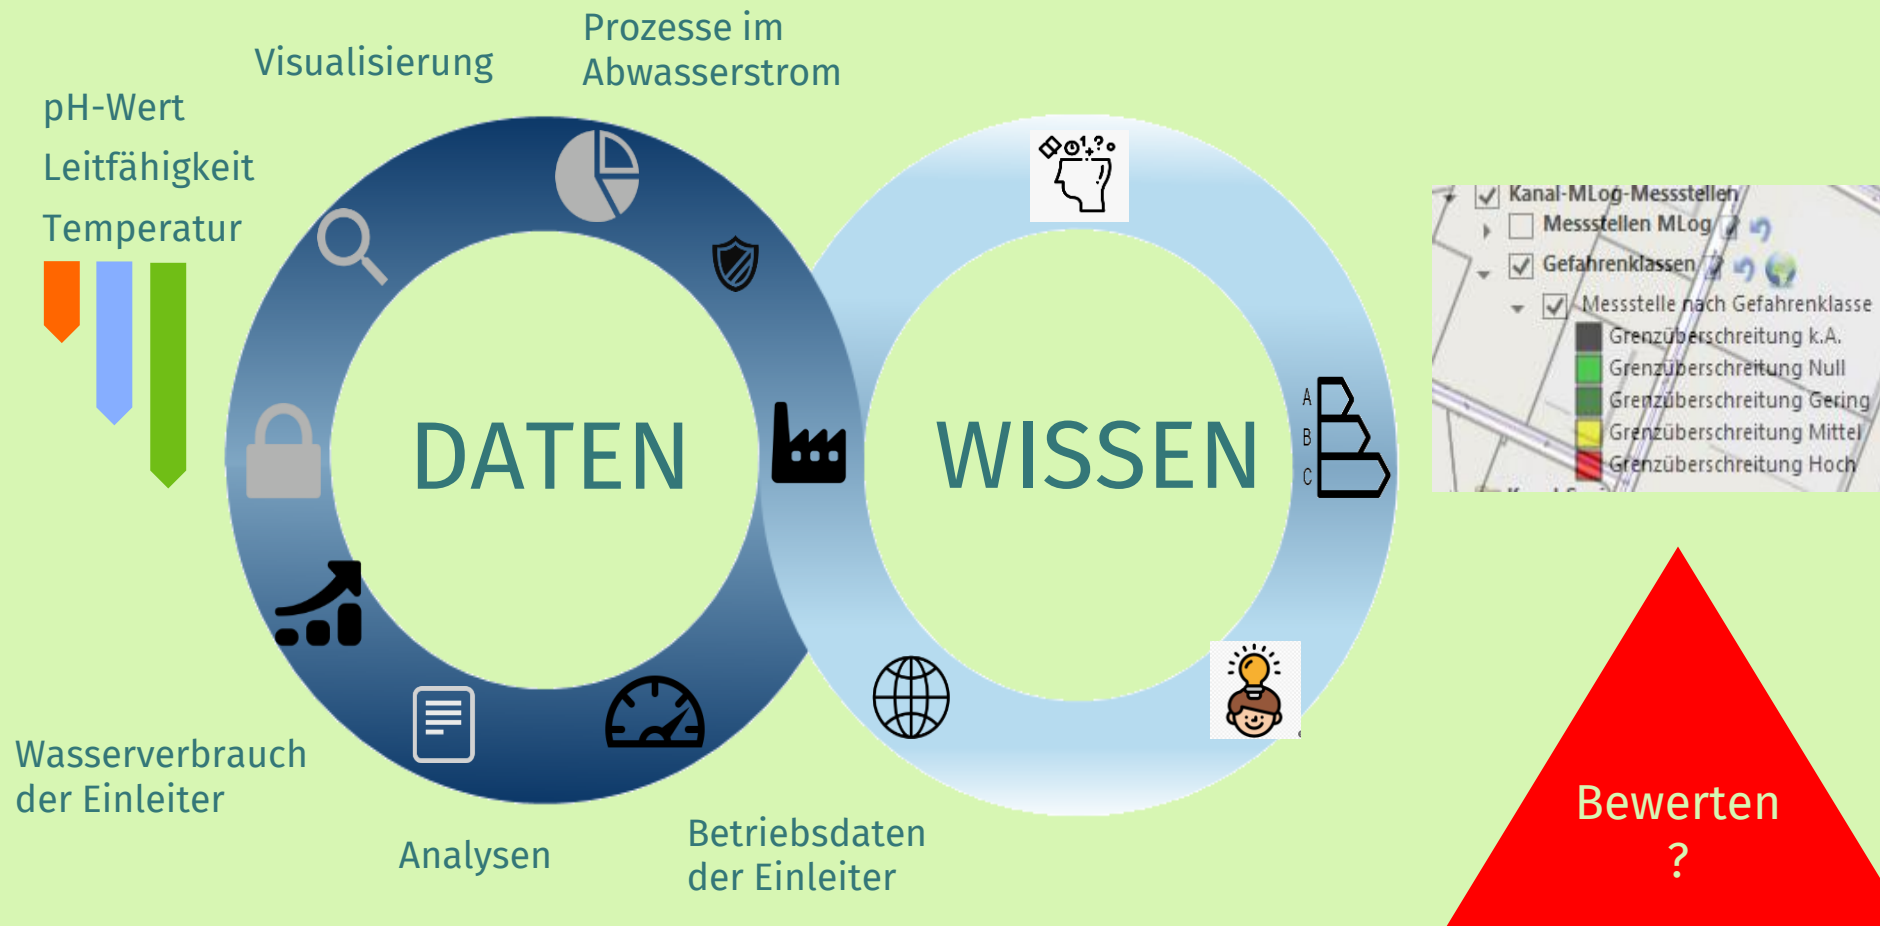 Prozesse im
Abwasserstrom
Visualisierung
pH-Wert
Leitfähigkeit
Temperatur
DATEN
WISSEN
A
B
C
Kanal-MLog-Messstellen
Messstellen MLog
Gefahrenklassen
Messstelle nach Gefahrenklasse
Grenzüberschreitung k.A.
Grenzüberschreitung Null
Grenzüberschreitung Gering
Grenzüberschreitung Mittel
Grenzüberschreitung Hoch
Wasserverbrauch
der Einleiter
Analysen
Betriebsdaten
der Einleiter
Bewerten
?